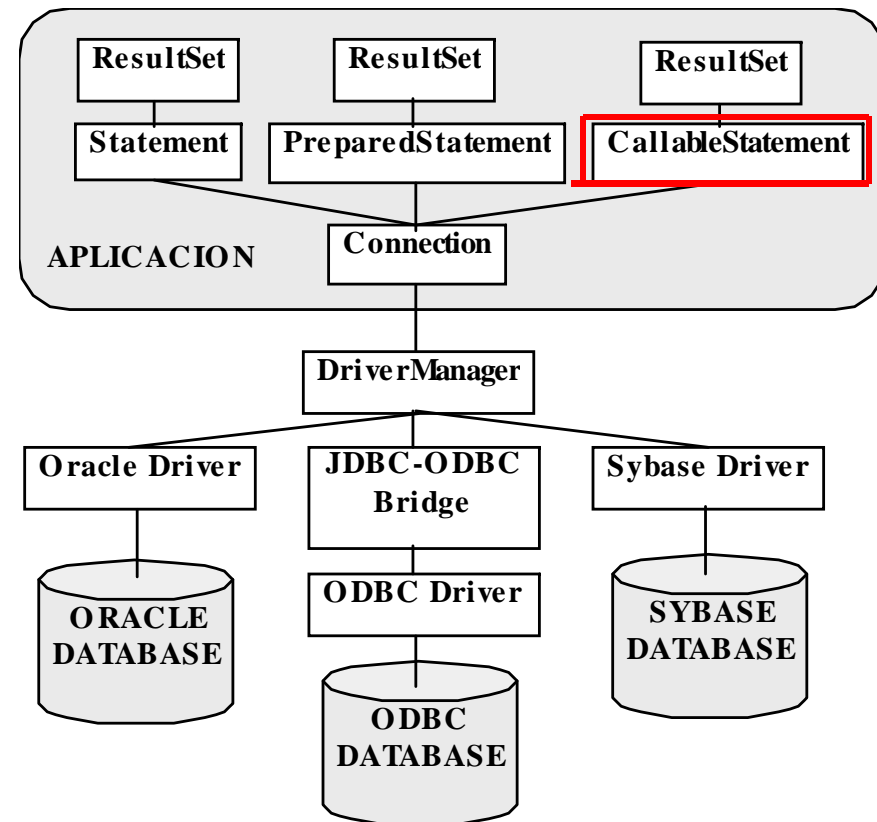 ResultSet
ResultSet
ResultSet
Statement
PreparedStatement
CallableStatement
Connection
APLICACION
DriverManager
Oracle Driver
JDBC-ODBC
Bridge
Sybase Driver
ODBC Driver
ORACLE
DATABASE
SYBASE
DATABASE
ODBC
DATABASE